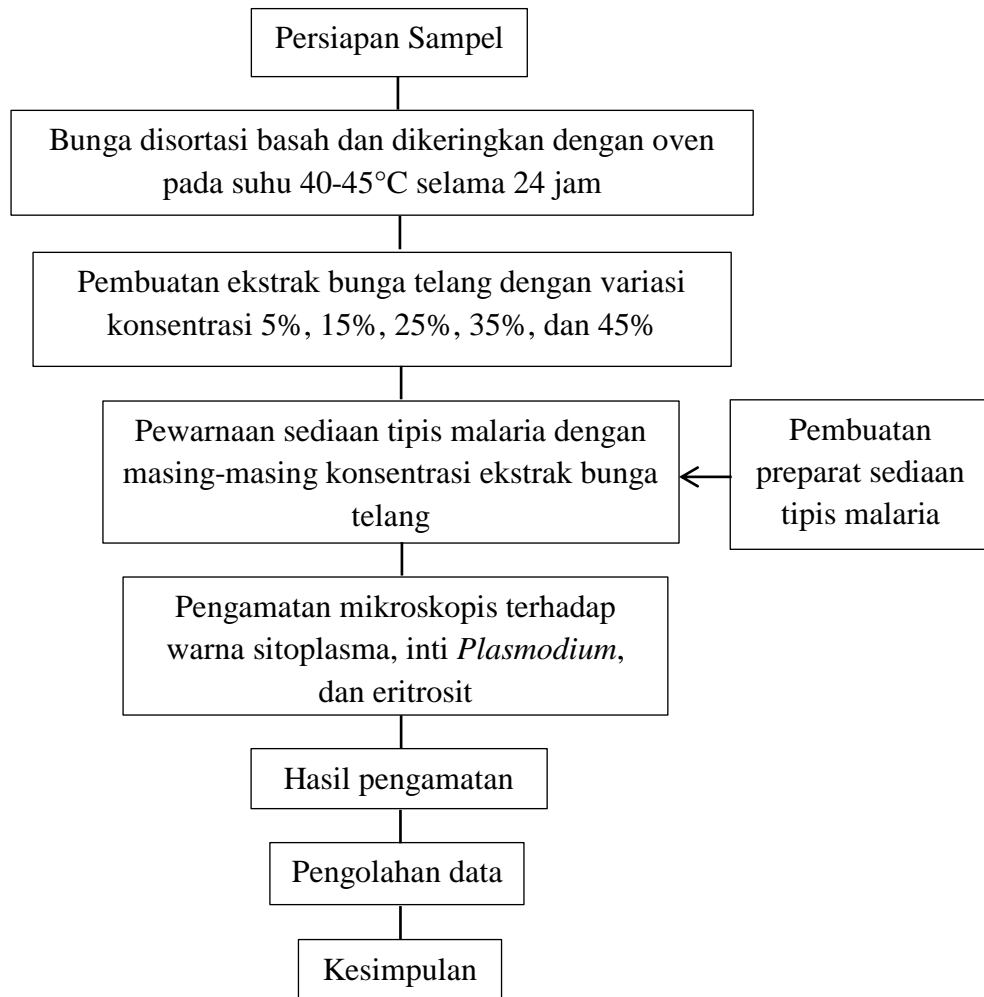 Persiapan Sampel
Bunga disortasi basah dan dikeringkan dengan oven
pada suhu 40-45°C selama 24 jam
Pembuatan ekstrak bunga telang dengan variasi
konsentrasi 5%, 15%, 25%, 35%, dan 45%
Pewarnaan sediaan tipis malaria dengan
masing-masing konsentrasi ekstrak bunga
telang
Pembuatan
preparat sediaan
tipis malaria
Pengamatan mikroskopis terhadap
warna sitoplasma, inti Plasmodium,
dan eritrosit
Hasil pengamatan
Pengolahan data
Kesimpulan